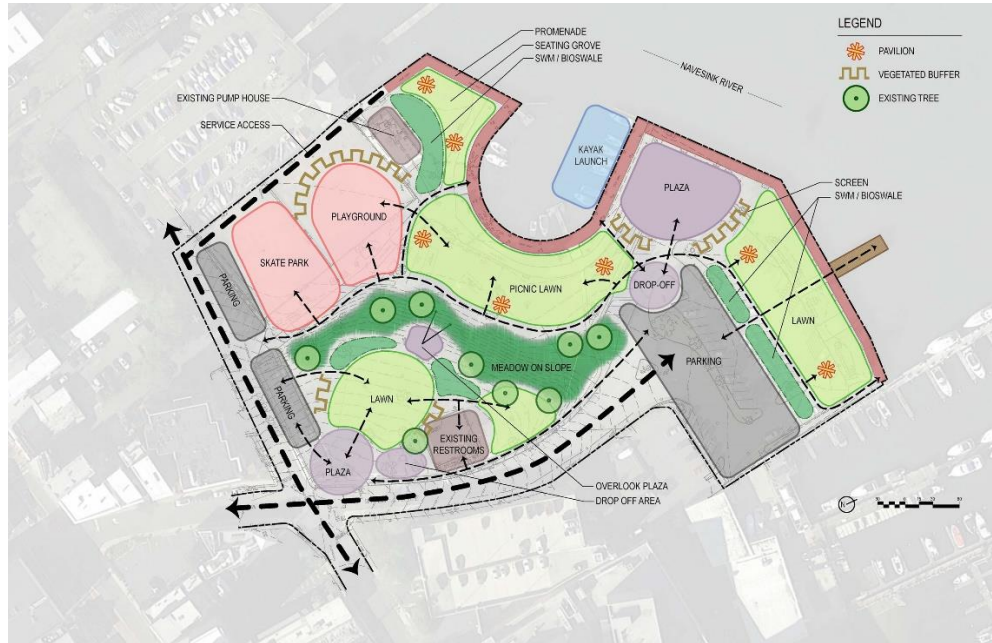 LEGEND
PAVILION
VEGETATED BUFFER
EXISTING TREE
PROMENADE
SEATING GROVE
SWM / BIOSWALE
NAVESINK RIVER
EXISTING PUMP HOUSE
SERVICE ACCESS
KAYAK
LAUNCH
PLAZA
SCREEN
SWM / BIOSWALE
PLAYGROUND
SKATE PARK
PARKING
PICNIC LAWN
DROP-OFF
LAWN
PARKING
MEADOW ON SLOPE
PARKING
LAWN
EXISTING
RESTROOMS
PLAZA
OVERLOOK PLAZA
DROP OFF AREA
N